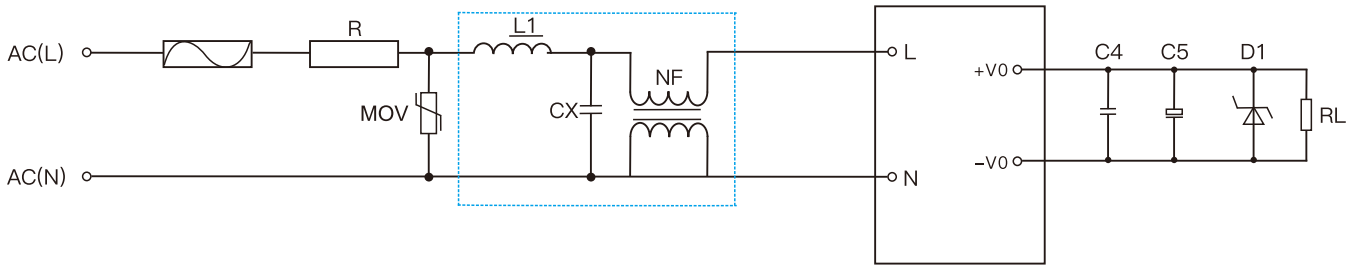 AC(L)
R
L1
MOV
CX
NF
AC(N)
L
N
+V0
−V0
C4
C5
D1
RL